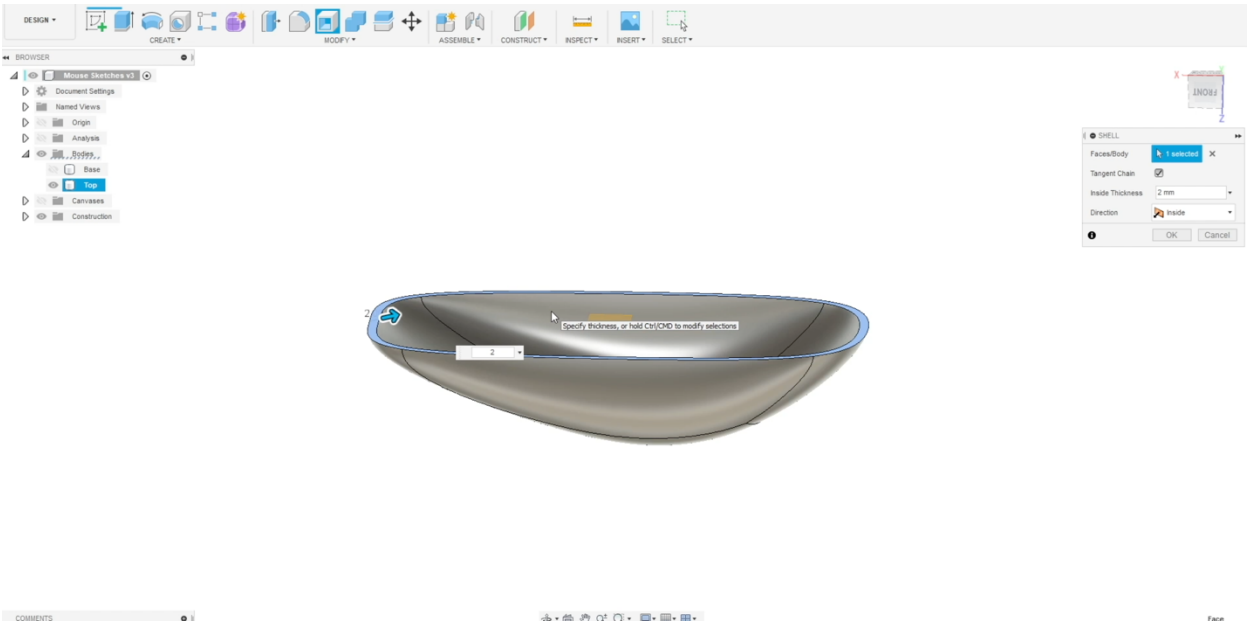 DESIGN
CREATE
MODIFY
ASSEMBLE
CONSTRUCT
INSPECT
INSERT
SELECT
BROWSER
Mouse Sketches v3
Document Settings
Named Views
Origin
Analysis
Bodies
Base
Top
Canvases
Construction
X
FRONT
Z
SHELL
Faces/Body 1 selected
Tangent Chain
Inside Thickness 2 mm
Direction Inside
OK Cancel
2
Specify thickness, or hold Ctrl/CMD to modify selections
2
COMMENTS
Face